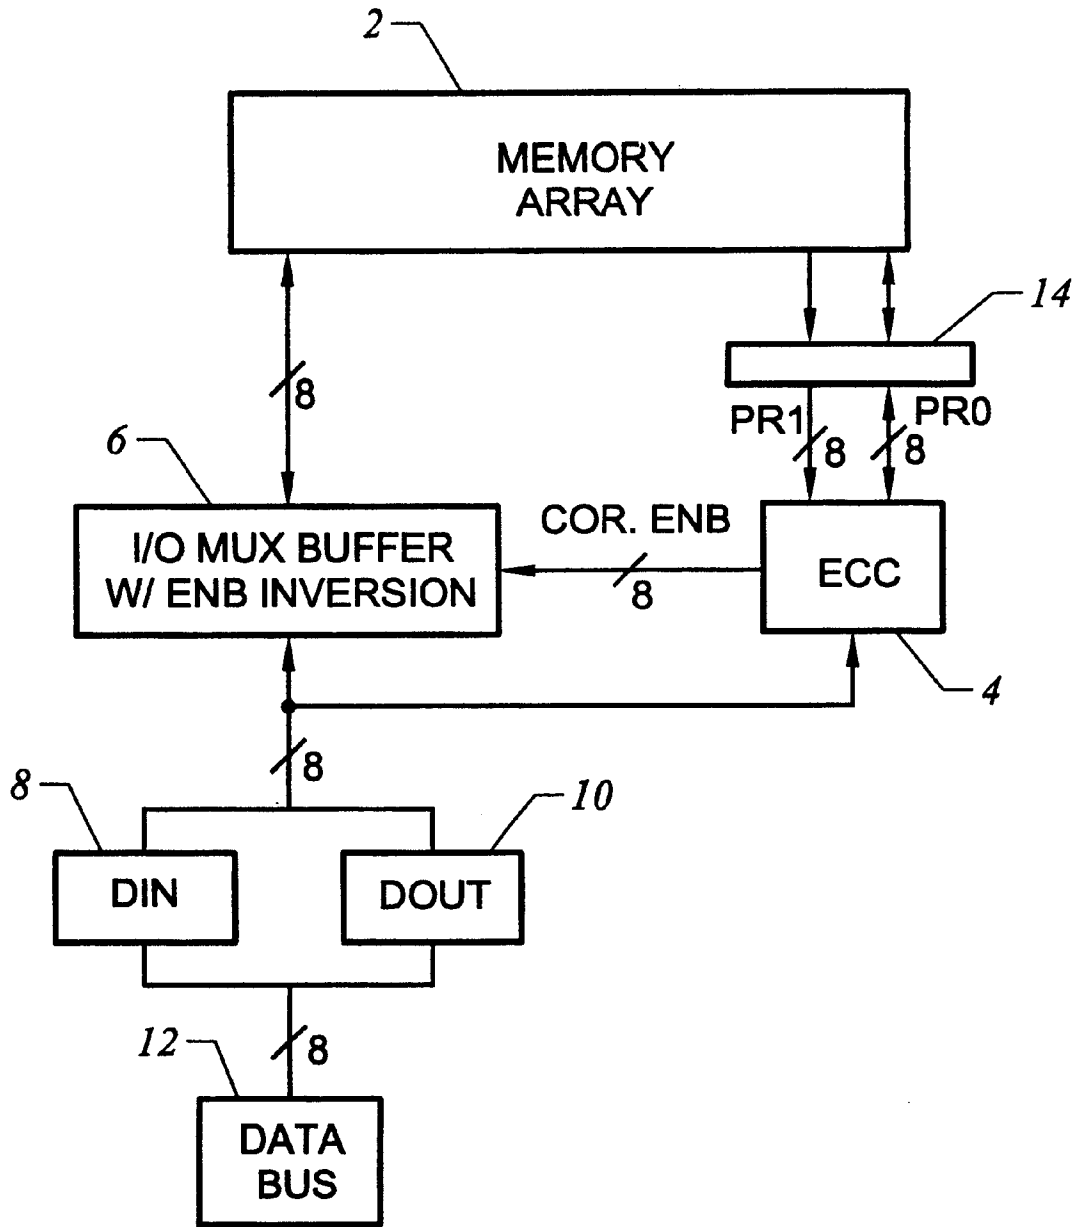 2
MEMORY
ARRAY
14
8
PR1
PR0
8
8
6
I/O MUX BUFFER
W/ ENB INVERSION
COR. ENB
8
ECC
4
8
8
10
DIN
DOUT
12
8
DATA
BUS